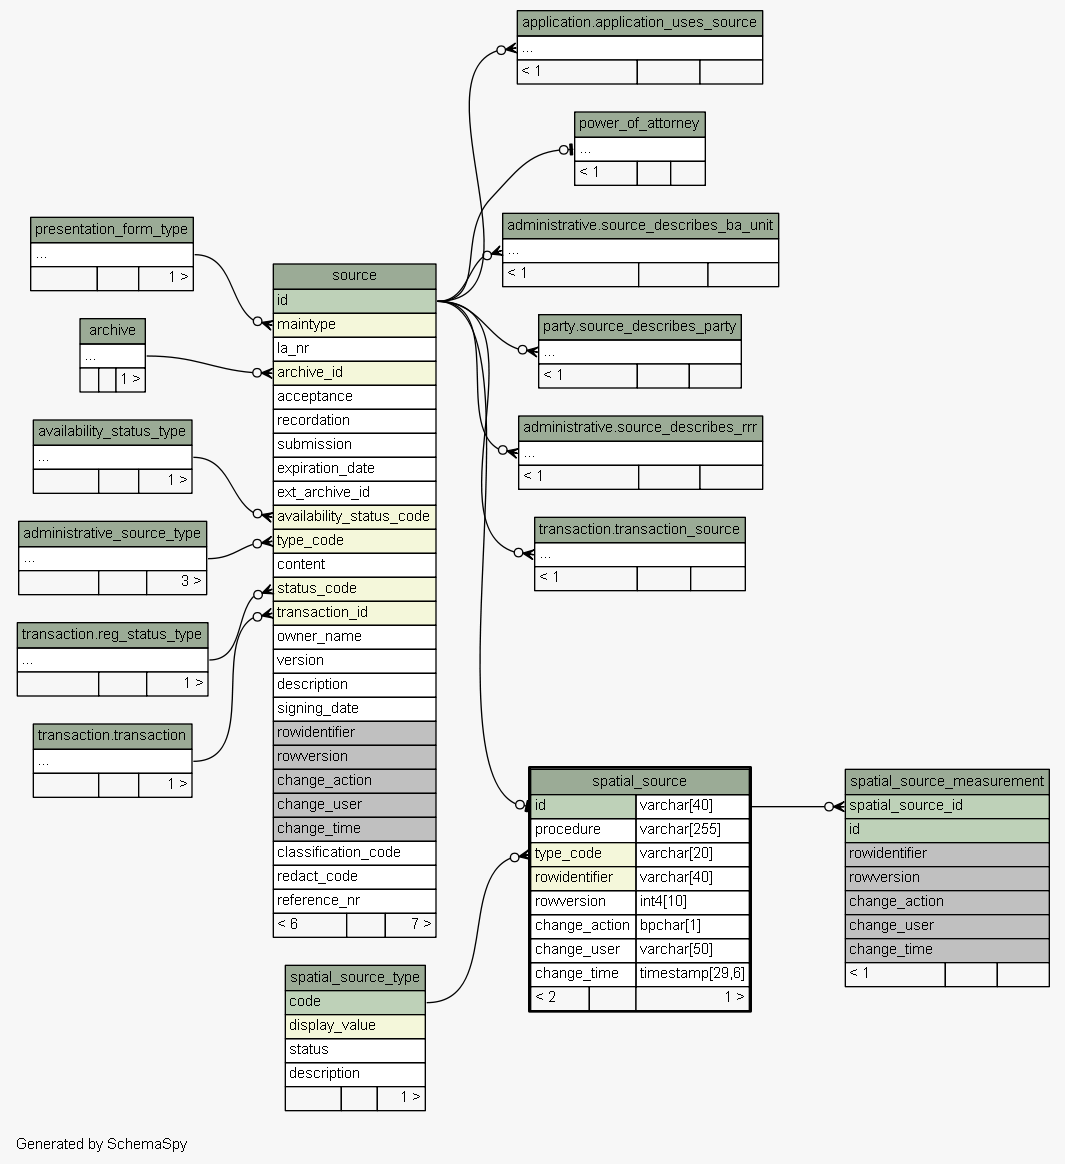 application.application_uses_source
...
< 1
power_of_attorney
...
< 1
administrative.source_describes_ba_unit
...
< 1
party.source_describes_party
...
< 1
administrative.source_describes_rrr
...
< 1
transaction.transaction_source
...
< 1
presentation_form_type
...
1 >
archive
...
1 >
availability_status_type
...
1 >
administrative_source_type
...
3 >
transaction.reg_status_type
...
1 >
transaction.transaction
...
1 >
source
id
maintype
la_nr
archive_id
acceptance
recordation
submission
expiration_date
ext_archive_id
availability_status_code
type_code
content
status_code
transaction_id
owner_name
version
description
signing_date
rowidentifier
rowversion
change_action
change_user
change_time
classification_code
redact_code
reference_nr
< 6 7 >
spatial_source
id varchar[40]
procedure varchar[255]
type_code varchar[20]
rowidentifier varchar[40]
rowversion int4[10]
change_action bpchar[1]
change_user varchar[50]
change_time timestamp[29,6]
< 2 1 >
spatial_source_measurement
spatial_source_id
id
rowidentifier
rowversion
change_action
change_user
change_time
< 1
spatial_source_type
code
display_value
status
description
1 >
Generated by SchemaSpy